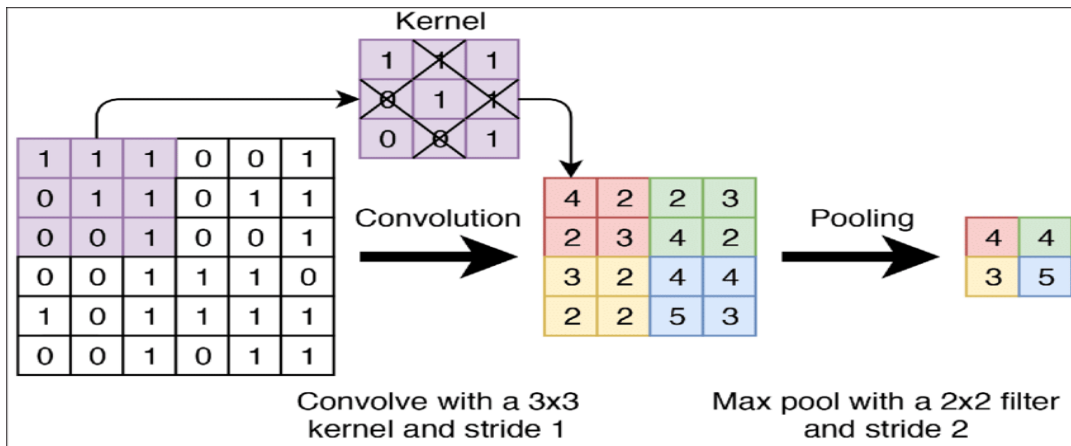 Kernel
1 1 1
0 1 1
0 0 1
1 1 1 0 0 1
0 1 1 0 1 1
0 0 1 0 0 1
0 0 1 1 1 0
1 0 1 1 1 1
0 0 1 0 1 1
Convolution
4 2 2 3
2 3 4 2
3 2 4 4
2 2 5 3
Pooling
4 4
3 5
Convolve with a 3x3
kernel and stride 1
Max pool with a 2x2 filter
and stride 2